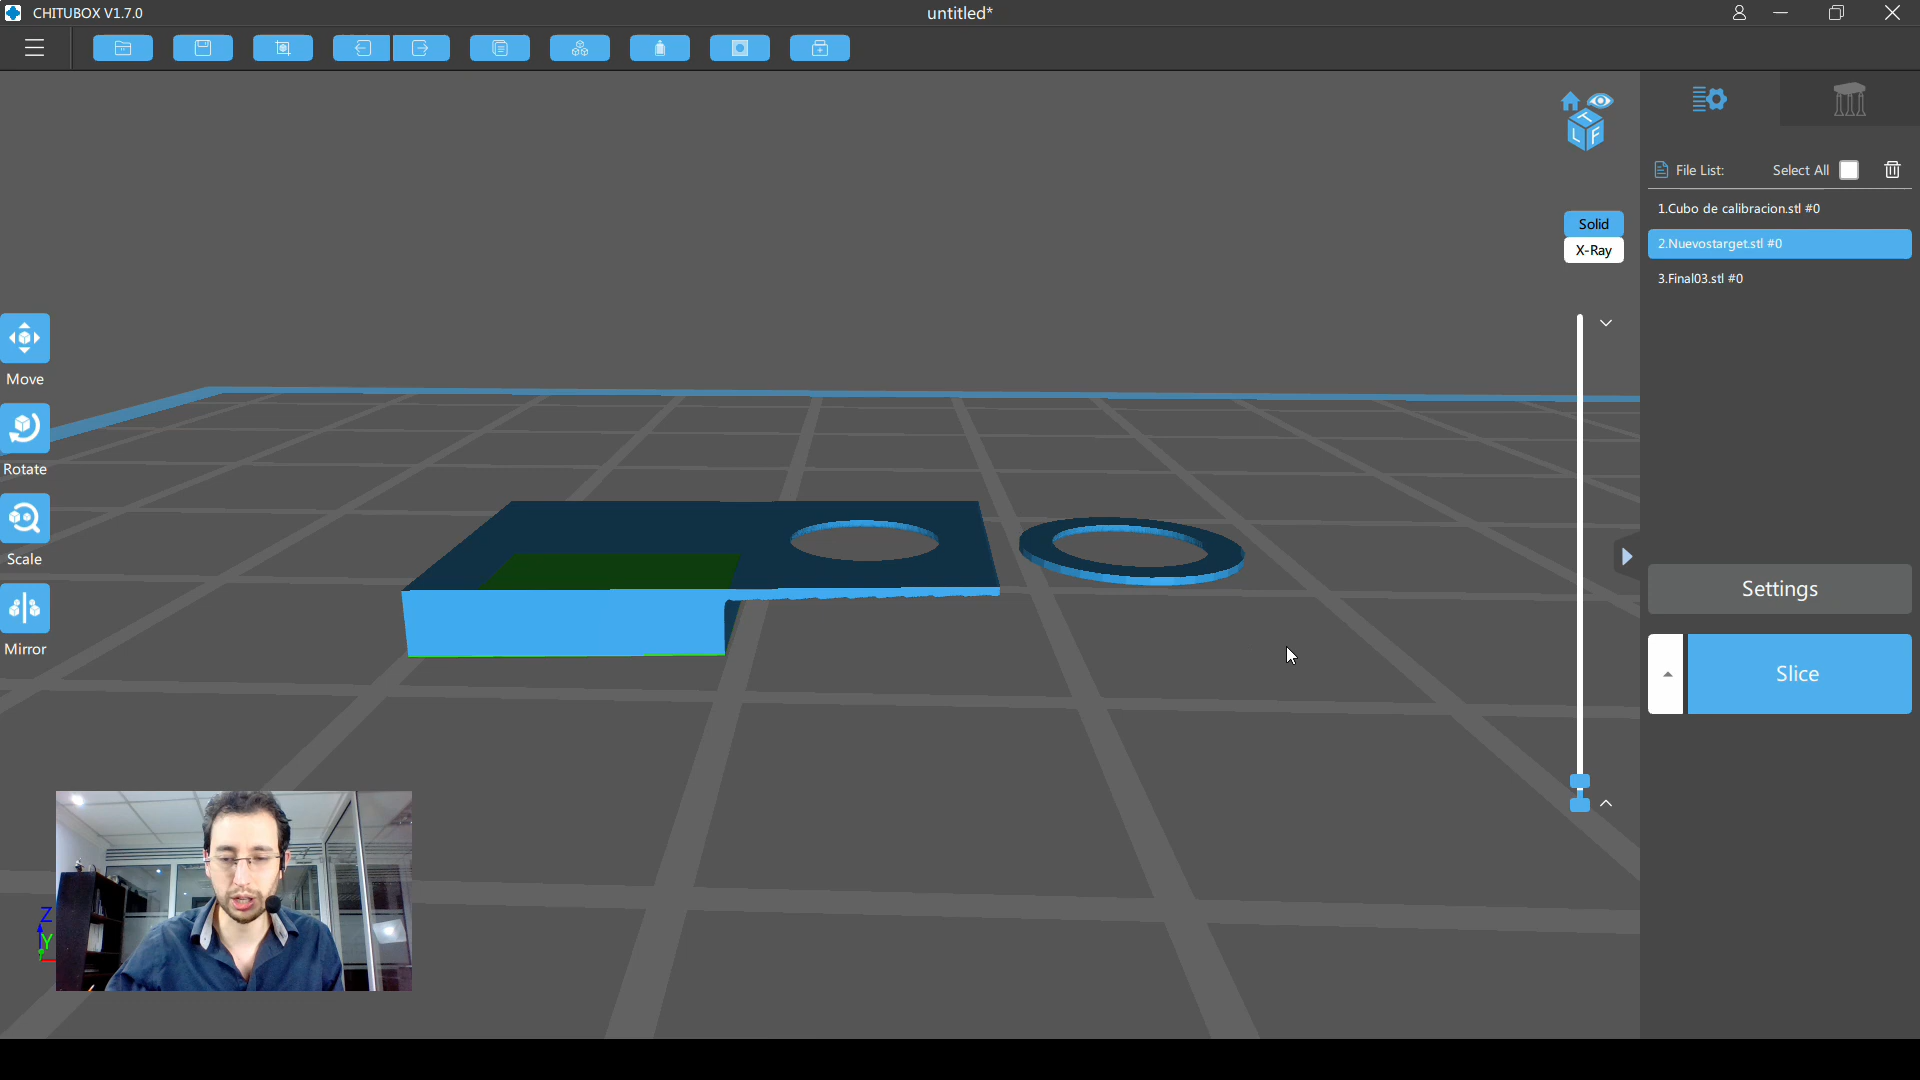 CHITUBOX V1.7.0
untitled*
T
L F
File List:
Select All
1.Cubo de calibracion.stl #0
Solid
2.Nuevostarget.stl #0
X-Ray
3.Final03.stl #0
Move
Rotate
Scale
Settings
Mirror
Slice
Z
Y